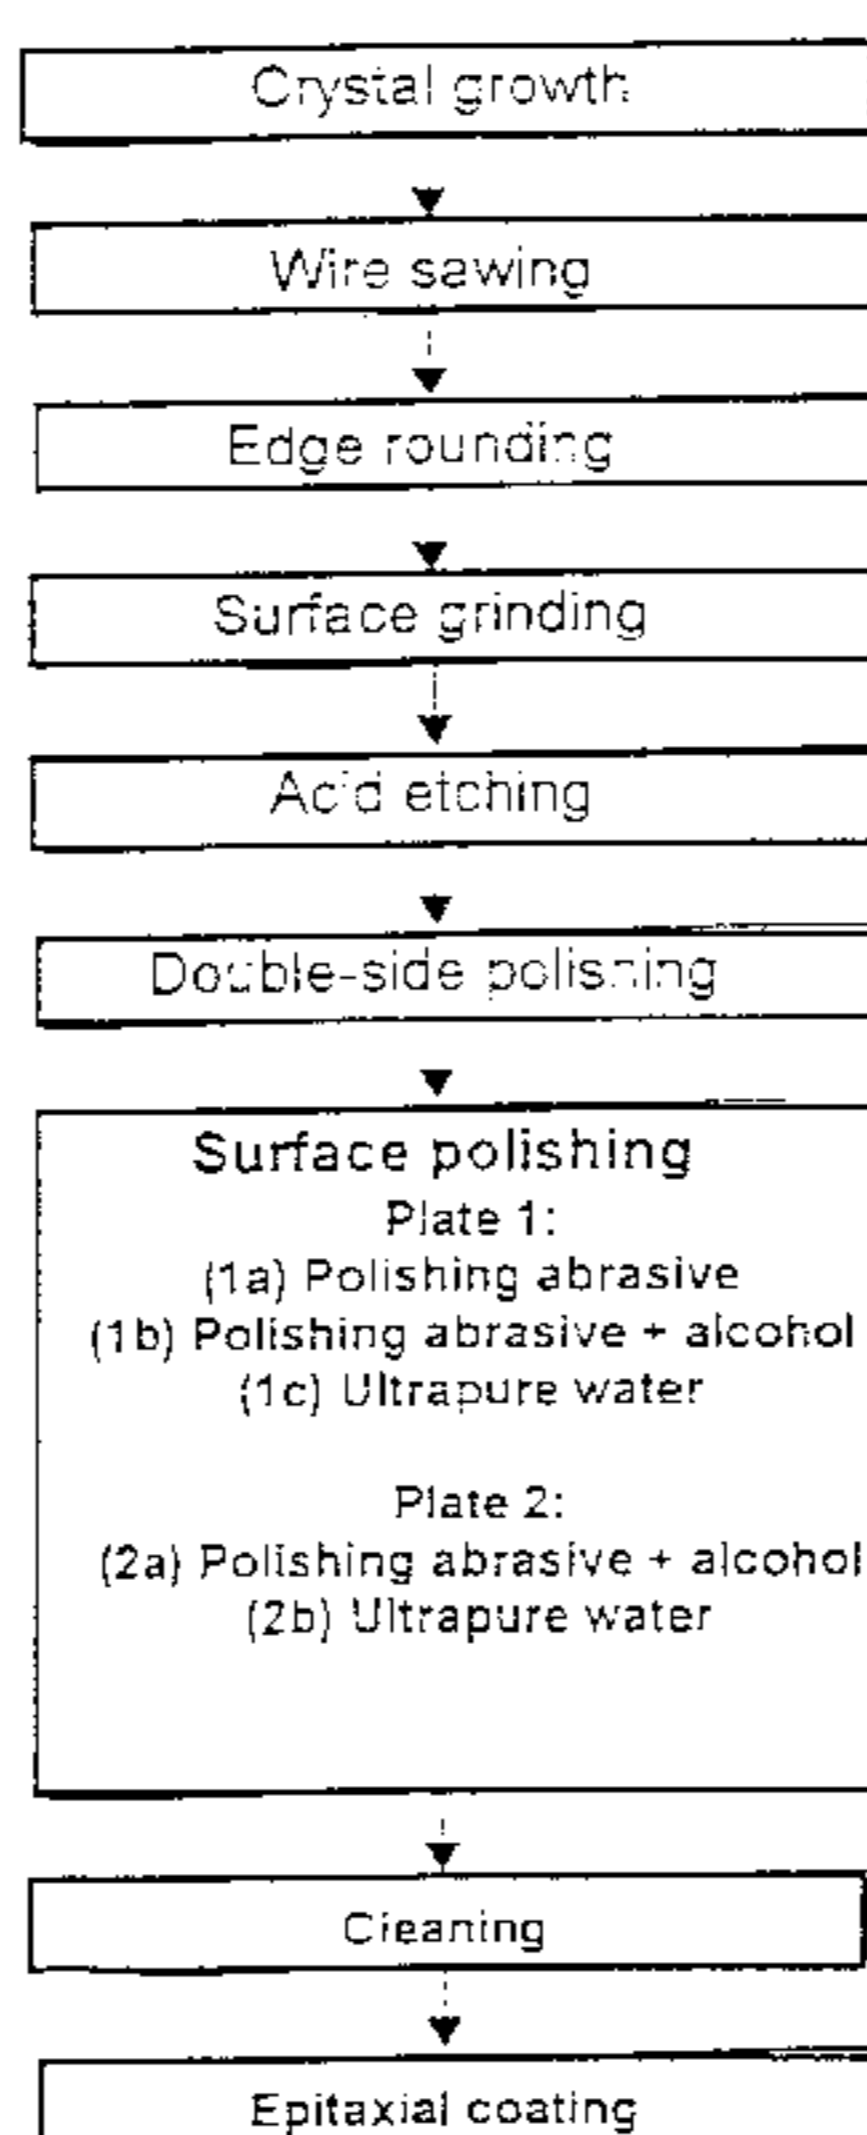 Crystal growth
Wire sawing
Edge rounding
Surface grinding
Acid etching
Double-side polishing
Surface polishing
Plate 1:
(1a) Polishing abrasive
(1b) Polishing abrasive + alcohol
(1c) Ultrapure water
Plate 2:
(2a) Polishing abrasive + alcohol
(2b) Ultrapure water
Cleaning
Epitaxial coating